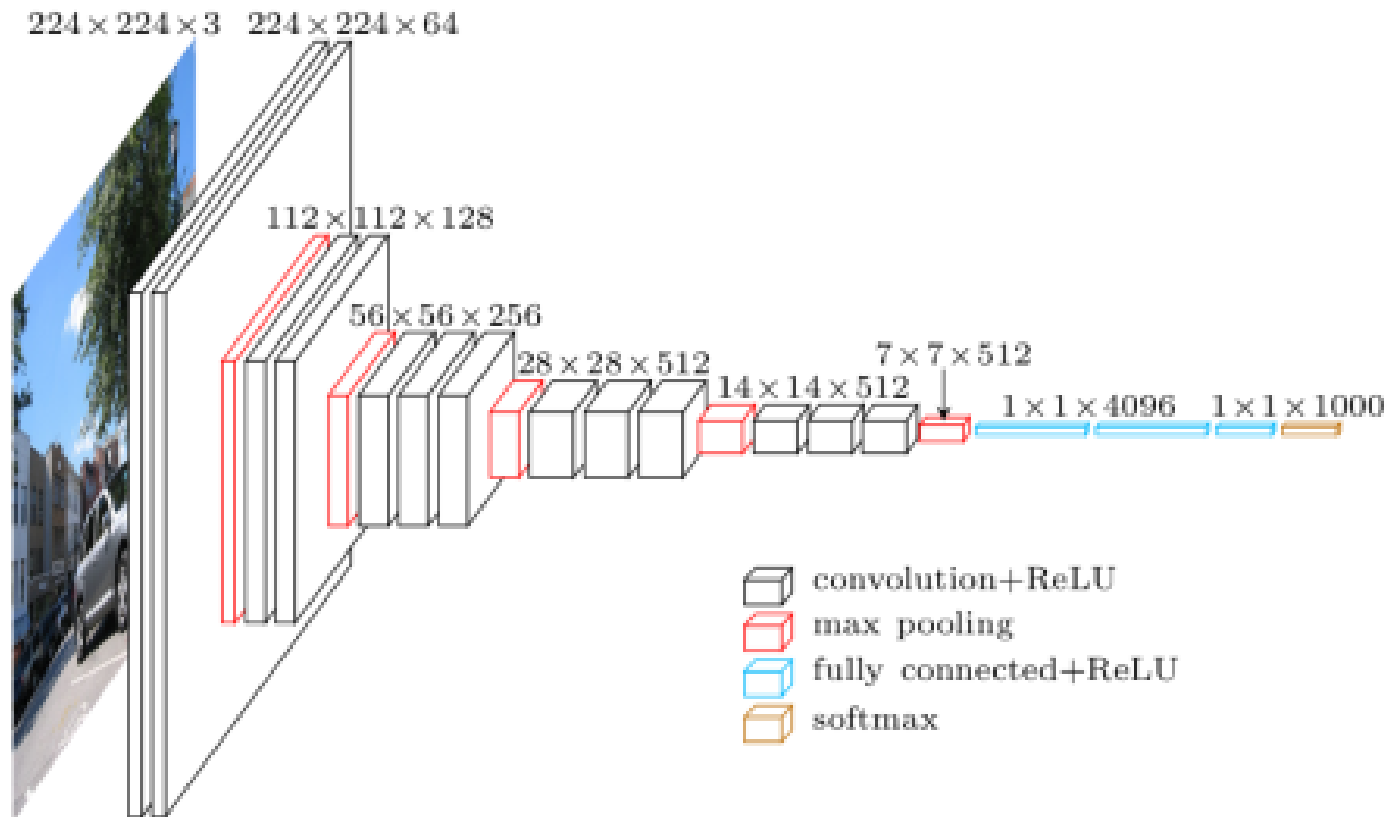 224 × 224 × 3
224 × 224 × 64
112 × 112 × 128
56 × 56 × 256
28 × 28 × 512
14 × 14 × 512
7 × 7 × 512
1 × 1 × 4096
1 × 1 × 1000
convolution+ReLU
max pooling
fully connected+ReLU
softmax